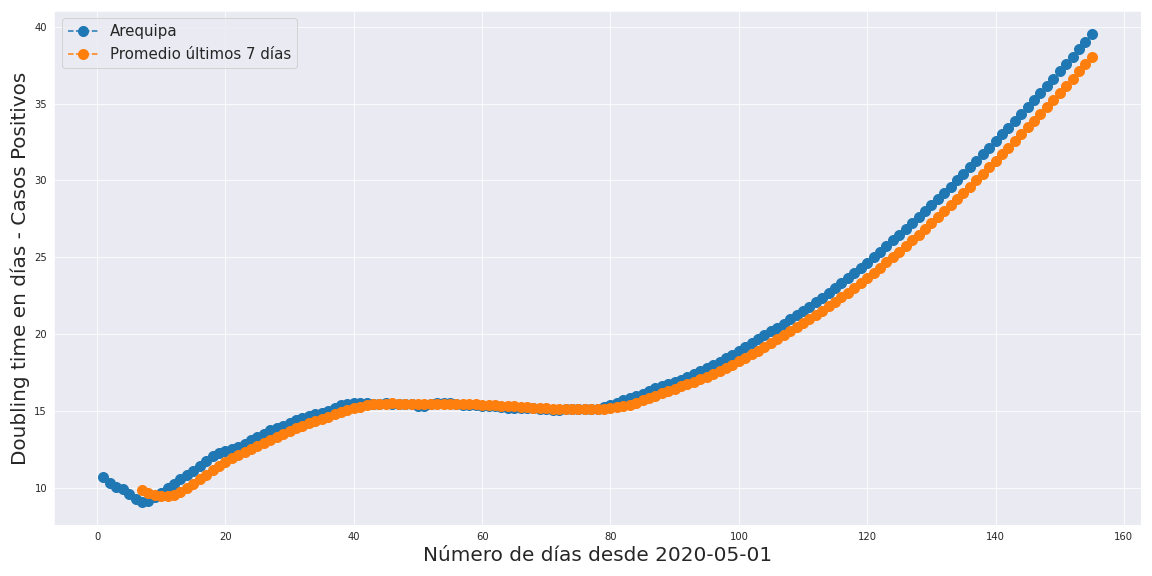 Arequipa
Promedio últimos 7 días
Doubling time en días - Casos Positivos
40
35
30
25
20
15
10
0 20 40 60 80 100 120 140 160
Número de días desde 2020-05-01